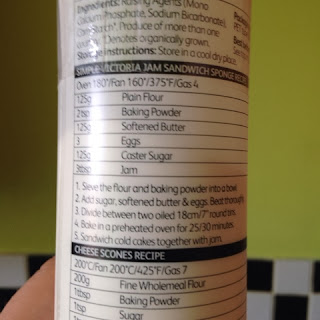 Ingredients: Raising Agents (Mono
Calcium Phosphate, Sodium Bicarbonate),
Corn Starch*. Produce of more than one
country. *Denotes organically grown.
Storage Instructions: Store in a cool dry place.
SIMPLE VICTORIA JAM SANDWICH SPONGE RECIPE
Oven 180°/Fan 160°/375°F/Gas 4
125g Plain Flour
2tsp Baking Powder
125g Softened Butter
3 Eggs
125g Caster Sugar
3tbsp Jam
1. Sieve the flour and baking powder into a bowl.
2. Add sugar, softened butter & eggs. Beat thoroughly.
3. Divide between two oiled 18cm/7" round tins.
4. Bake in a preheated oven for 25/30 minutes.
5. Sandwich cold cakes together with jam.
CHEESE SCONES RECIPE
200°C/Fan 200°C/425°F/Gas 7
200g Fine Wholemeal Flour
1tbsp Baking Powder
1tsp Sugar